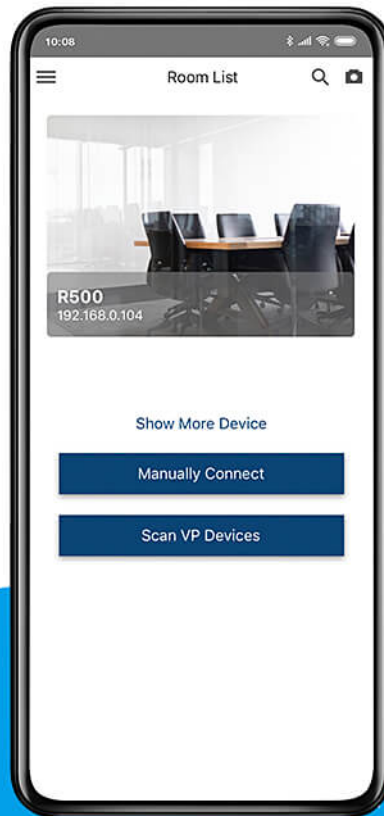 10:08
Room List
R500
192.168.0.104
Show More Device
Manually Connect
Scan VP Devices